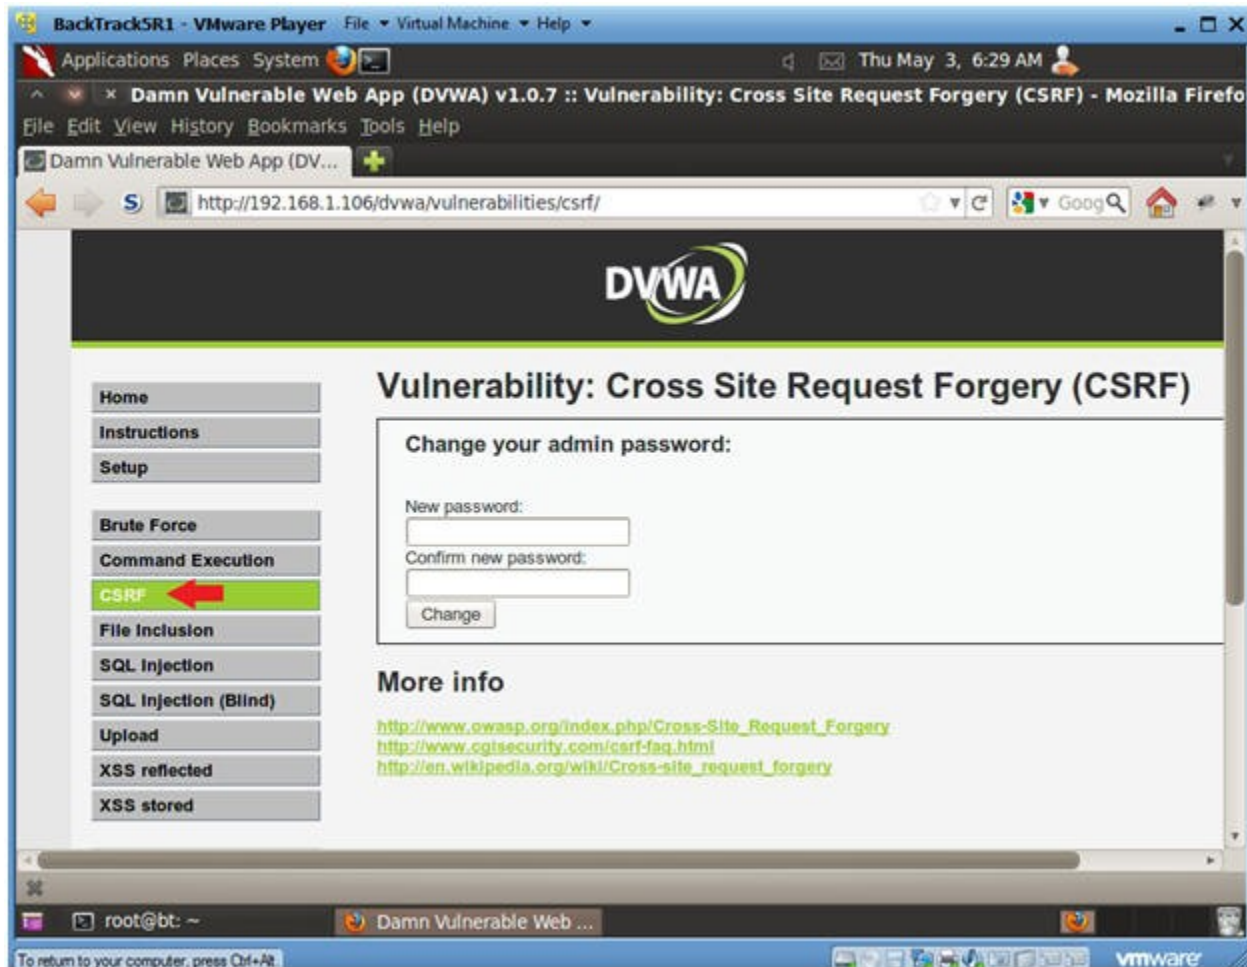 BackTrack5R1 - VMware Player File Virtual Machine Help
Applications Places System Thu May 3, 6:29 AM
Damn Vulnerable Web App (DVWA) v1.0.7 :: Vulnerability: Cross Site Request Forgery (CSRF) - Mozilla Firefo
File Edit View History Bookmarks Tools Help
Damn Vulnerable Web App (DV...
http://192.168.1.106/dvwa/vulnerabilities/csrf/ Goog
DVWA
Home
Instructions
Setup
Brute Force
Command Execution
CSRF
File Inclusion
SQL Injection
SQL Injection (Blind)
Upload
XSS reflected
XSS stored
Vulnerability: Cross Site Request Forgery (CSRF)
Change your admin password:
New password:
Confirm new password:
Change
More info
http://www.owasp.org/index.php/Cross-Site_Request_Forgery
http://www.cgisecurity.com/csrf-faq.html
http://en.wikipedia.org/wiki/Cross-site_request_forgery
root@bt: ~ Damn Vulnerable Web ...
To return to your computer, press Ctrl+Alt. vmware